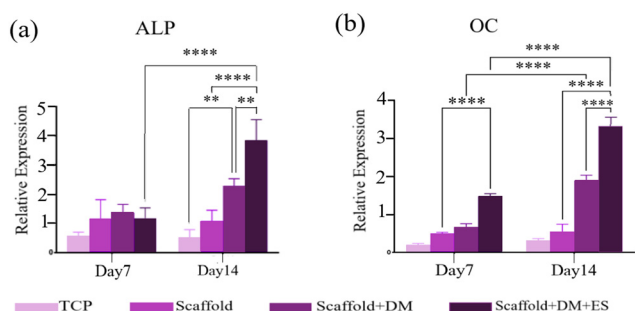 (a)
ALP
****
****
**
**
Relative Expression
5
4
3
2
1
0
Day7
Day14
(b)
OC
****
****
****
****
****
Relative Expression
4
3
2
1
0
Day7
Day14
TCP
Scaffold
Scaffold+DM
Scaffold+DM+ES